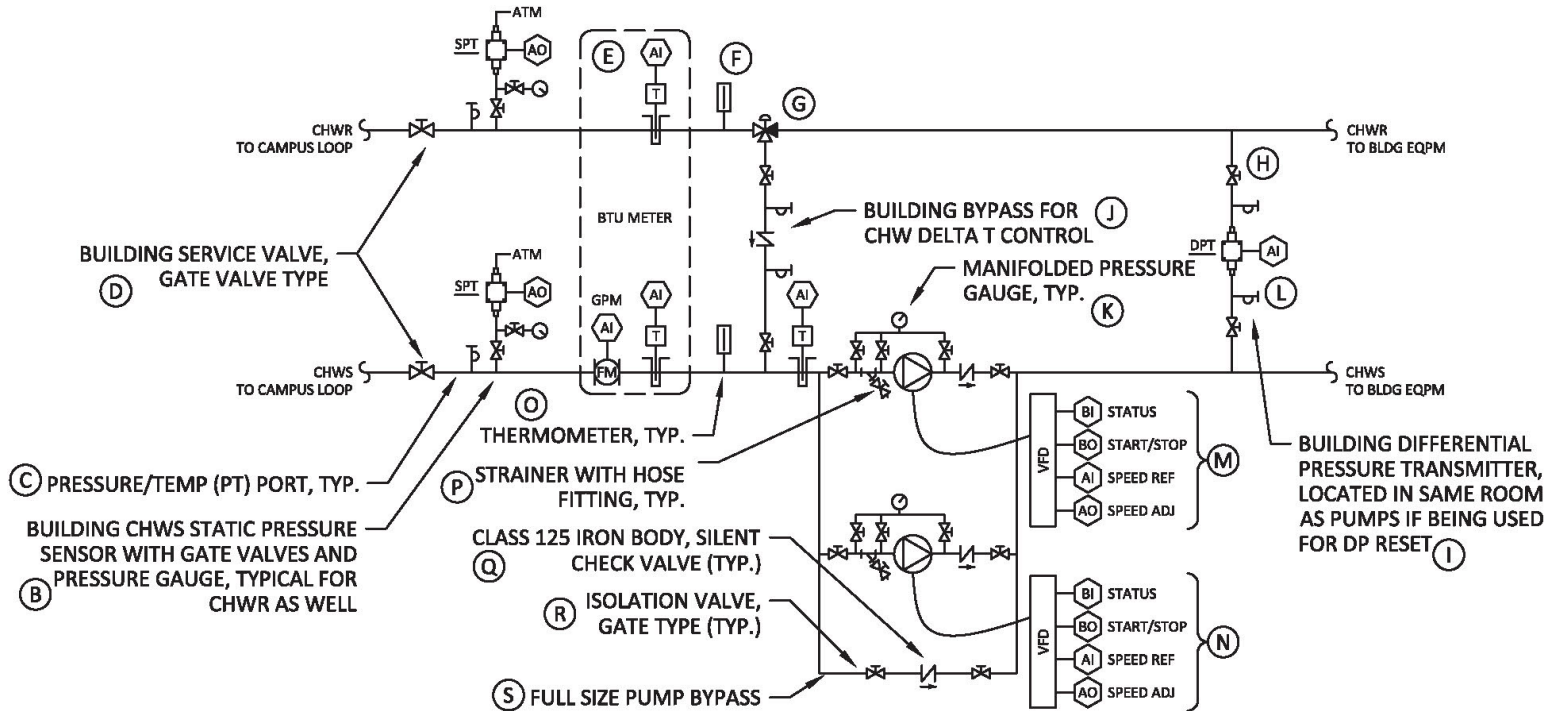 ATM
SPT
AO
E
AI
T
F
G
CHWR
TO CAMPUS LOOP
CHWR
TO BLDG EQPM
H
BTU METER
BUILDING SERVICE VALVE,
GATE VALVE TYPE
D
BUILDING BYPASS FOR
CHW DELTA T CONTROL
J
DPT
AI
L
ATM
SPT
AO
GPM
AI
FM
AI
T
AI
T
MANIFOLDED PRESSURE
GAUGE, TYP.
K
CHWS
TO CAMPUS LOOP
CHWS
TO BLDG EQPM
O
THERMOMETER, TYP.
C
PRESSURE/TEMP (PT) PORT, TYP.
P
STRAINER WITH HOSE
FITTING, TYP.
VFD
BI STATUS
BO START/STOP
AI SPEED REF
AO SPEED ADJ
M
BUILDING DIFFERENTIAL
PRESSURE TRANSMITTER,
LOCATED IN SAME ROOM
AS PUMPS IF BEING USED
FOR DP RESET
I
BUILDING CHWS STATIC PRESSURE
SENSOR WITH GATE VALVES AND
PRESSURE GAUGE, TYPICAL FOR
CHWR AS WELL
B
CLASS 125 IRON BODY, SILENT
CHECK VALVE (TYP.)
Q
R
ISOLATION VALVE,
GATE TYPE (TYP.)
VFD
BI STATUS
BO START/STOP
AI SPEED REF
AO SPEED ADJ
N
S
FULL SIZE PUMP BYPASS